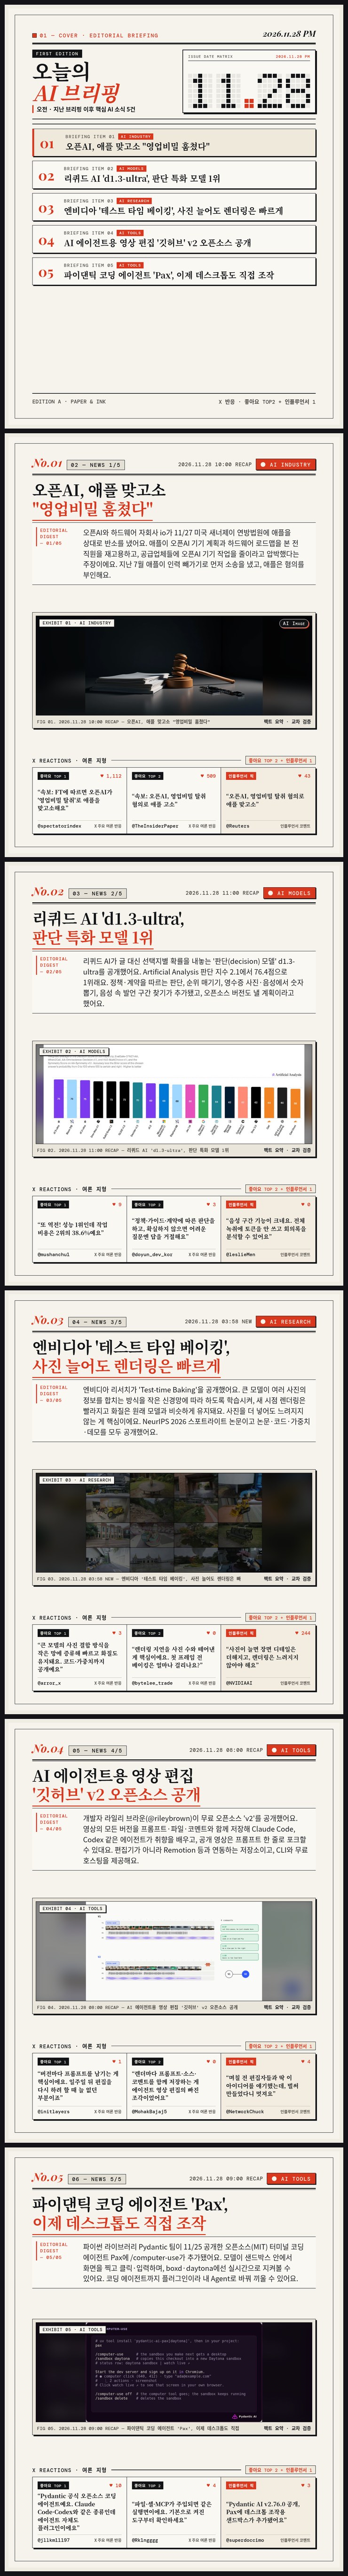 01 — COVER · EDITORIAL BRIEFING
2026.11.28 PM
FIRST EDITION
오늘의
AI 브리핑
오전 · 지난 브리핑 이후 핵심 AI 소식 5건
ISSUE DATE MATRIX
2026.11.28 PM
11.28
01
BRIEFING ITEM 01
AI INDUSTRY
오픈AI, 애플 맞고소 "영업비밀 훔쳤다"
02
BRIEFING ITEM 02
AI MODELS
리퀴드 AI 'd1.3-ultra', 판단 특화 모델 1위
03
BRIEFING ITEM 03
AI RESEARCH
엔비디아 '테스트 타임 베이킹', 사진 늘어도 렌더링은 빠르게
04
BRIEFING ITEM 04
AI TOOLS
AI 에이전트용 영상 편집 '깃허브' v2 오픈소스 공개
05
BRIEFING ITEM 05
AI TOOLS
파이댄틱 코딩 에이전트 'Pax', 이제 데스크톱도 직접 조작
EDITION A · PAPER & INK
X 반응 · 좋아요 TOP2 + 인플루언서 1
No.01
02 — NEWS 1/5
2026.11.28 10:00 RECAP
AI INDUSTRY
오픈AI, 애플 맞고소
"영업비밀 훔쳤다"
EDITORIAL
DIGEST
— 01/05
오픈AI와 하드웨어 자회사 io가 11/27 미국 새너제이 연방법원에 애플을
상대로 반소를 냈어요. 애플이 오픈AI 기기 계획과 하드웨어 로드맵을 본 전
직원을 재고용하고, 공급업체들에 오픈AI 기기 작업을 줄이라고 압박했다는
주장이에요. 지난 7월 애플이 인력 빼가기로 먼저 소송을 냈고, 애플은 혐의를
부인해요.
EXHIBIT 01 · AI INDUSTRY
FIG 01. 2026.11.28 10:00 RECAP — 오픈AI, 애플 맞고소 "영업비밀 훔쳤다"
팩트 요약 · 교차 검증
X REACTIONS · 여론 지형
좋아요 TOP 2 + 인플루언서 1
좋아요 TOP 1
♥ 1,112
"속보: FT에 따르면 오픈AI가
'영업비밀 탈취'로 애플을
맞고소해요"
@spectatorindex
X 주요 여론 반응
좋아요 TOP 2
♥ 509
"속보: 오픈AI, 영업비밀 탈취
혐의로 애플 고소"
@TheInsiderPaper
X 주요 여론 반응
인플루언서 픽
♥ 43
"오픈AI, 영업비밀 탈취 혐의로
애플 맞고소"
@Reuters
인플루언서 코멘트
No.02
03 — NEWS 2/5
2026.11.28 11:00 RECAP
AI MODELS
리퀴드 AI 'd1.3-ultra',
판단 특화 모델 1위
EDITORIAL
DIGEST
— 02/05
리퀴드 AI가 글 대신 선택지별 확률을 내놓는 '판단(decision) 모델' d1.3-
ultra를 공개했어요. Artificial Analysis 판단 지수 2.1에서 76.4점으로
1위래요. 정책·계약을 따르는 판단, 순위 매기기, 영수증 사진·음성에서 숫자
뽑기, 음성 속 발언 구간 찾기가 추가됐고, 오픈소스 버전도 낼 계획이라고
했어요.
EXHIBIT 02 · AI MODELS
Artificial Analysis
FIG 02. 2026.11.28 11:00 RECAP — 리퀴드 AI 'd1.3-ultra', 판단 특화 모델 1위
팩트 요약 · 교차 검증
X REACTIONS · 여론 지형
좋아요 TOP 2 + 인플루언서 1
좋아요 TOP 1
"또 역전! 성능 1위인데 작업
비용은 2위의 38.6%예요"
@mushanchul
X 주요 여론 반응
좋아요 TOP 2
♥ 3
"정책·가이드·계약에 따른 판단을
하고, 확실하지 않으면 어려운
질문엔 답을 거절해요"
@doyun_dev_kor
X 주요 여론 반응
인플루언서 픽
"음성 구간 기능이 크네요. 전체
녹취에 토큰을 안 쓰고 회의록을
분석할 수 있어요"
@leslieMen
인플루언서 코멘트
No.03
04 — NEWS 3/5
2026.11.28 03:58 NEW
AI RESEARCH
엔비디아 '테스트 타임 베이킹',
사진 늘어도 렌더링은 빠르게
EDITORIAL
DIGEST
— 03/05
엔비디아 리서치가 'Test-time Baking'을 공개했어요. 큰 모델이 여러 사진의
정보를 합치는 방식을 작은 신경망에 따라 하도록 학습시켜, 새 시점 렌더링은
빨라지고 화질은 원래 모델과 비슷하게 유지돼요. 사진을 더 넣어도 느려지지
않는 게 핵심이에요. NeurIPS 2026 스포트라이트 논문이고 논문·코드·가중치
·데모를 모두 공개했어요.
EXHIBIT 03 · AI RESEARCH
FIG 03. 2026.11.28 03:58 NEW — 엔비디아 '테스트 타임 베이킹', 사진 늘어도 렌더링은 빠
팩트 요약 · 교차 검증
X REACTIONS · 여론 지형
좋아요 TOP 2 + 인플루언서 1
좋아요 TOP 1
♥ 3
"큰 모델의 사진 결합 방식을
작은 망에 증류해 빠르고 화질도
유지돼요. 코드·가중치까지
공개예요"
@error_x
X 주요 여론 반응
좋아요 TOP 2
♥ 0
"렌더링 지연을 사진 수와 떼어낸
게 핵심이에요. 첫 프레임 전
베이킹은 얼마나 걸리나요?"
@bytelee_trade
X 주요 여론 반응
인플루언서 픽
♥ 244
"사진이 늘면 장면 디테일은
더해지고, 렌더링은 느려지지
않아야 해요"
@NVIDIAAI
인플루언서 코멘트
No.04
05 — NEWS 4/5
2026.11.28 08:00 RECAP
AI TOOLS
AI 에이전트용 영상 편집
'깃허브' v2 오픈소스 공개
EDITORIAL
DIGEST
— 04/05
개발자 라일리 브라운(@rileybrown)이 무료 오픈소스 'v2'를 공개했어요.
영상의 모든 버전을 프롬프트·파일·코멘트와 함께 저장해 Claude Code,
Codex 같은 에이전트가 취향을 배우고, 공개 영상은 프롬프트 한 줄로 포크할
수 있대요. 편집기가 아니라 Remotion 등과 연동하는 저장소이고, CLI와 무료
호스팅을 제공해요.
EXHIBIT 04 · AI TOOLS
FIG 04. 2026.11.28 08:00 RECAP — AI 에이전트용 영상 편집 '깃허브' v2 오픈소스 공개
팩트 요약 · 교차 검증
X REACTIONS · 여론 지형
좋아요 TOP 2 + 인플루언서 1
좋아요 TOP 1
♥ 1
"버전마다 프롬프트를 남기는 게
핵심이에요. 일주일 뒤 편집을
다시 하려 할 때 늘 없던
부분이죠"
@initlayers
X 주요 여론 반응
좋아요 TOP 2
♥ 0
"렌더마다 프롬프트·소스·
코멘트를 함께 저장하는 게
에이전트 영상 편집의 빠진
조각이었어요"
@MohakBajaj5
X 주요 여론 반응
인플루언서 픽
♥ 4
"며칠 전 편집자들과 딱 이
아이디어를 얘기했는데, 벌써
만들었다니 멋져요"
@NetworkChuck
인플루언서 코멘트
No.05
06 — NEWS 5/5
2026.11.28 09:00 RECAP
AI TOOLS
파이댄틱 코딩 에이전트 'Pax',
이제 데스크톱도 직접 조작
EDITORIAL
DIGEST
— 05/05
파이썬 라이브러리 Pydantic 팀이 11/25 공개한 오픈소스(MIT) 터미널 코딩
에이전트 Pax에 /computer-use가 추가됐어요. 모델이 샌드박스 안에서
화면을 찍고 클릭·입력하며, boxd·daytona에선 실시간으로 지켜볼 수
있어요. 코딩 에이전트까지 플러그인이라 내 Agent로 바꿔 끼울 수 있어요.
EXHIBIT 05 · AI TOOLS
Pydantic AI
FIG 05. 2026.11.28 09:00 RECAP — 파이댄틱 코딩 에이전트 'Pax', 이제 데스크톱도 직접
팩트 요약 · 교차 검증
X REACTIONS · 여론 지형
좋아요 TOP 2 + 인플루언서 1
좋아요 TOP 1
♥ 10
"Pydantic 공식 오픈소스 코딩
에이전트예요. Claude
Code·Codex와 같은 종류인데
에이전트 자체도
플러그인이에요"
@jllkml1197
X 주요 여론 반응
좋아요 TOP 2
♥ 4
"파일·셸·MCP가 주입되면 같은
실행면이에요. 기본으로 켜진
도구부터 확인하세요"
X 주요 여론 반응
인플루언서 픽
♥ 3
"Pydantic AI v2.76.0 공개,
Pax에 데스크톱 조작용
샌드박스가 들어왔어요"
@superdoccimo
인플루언서 코멘트